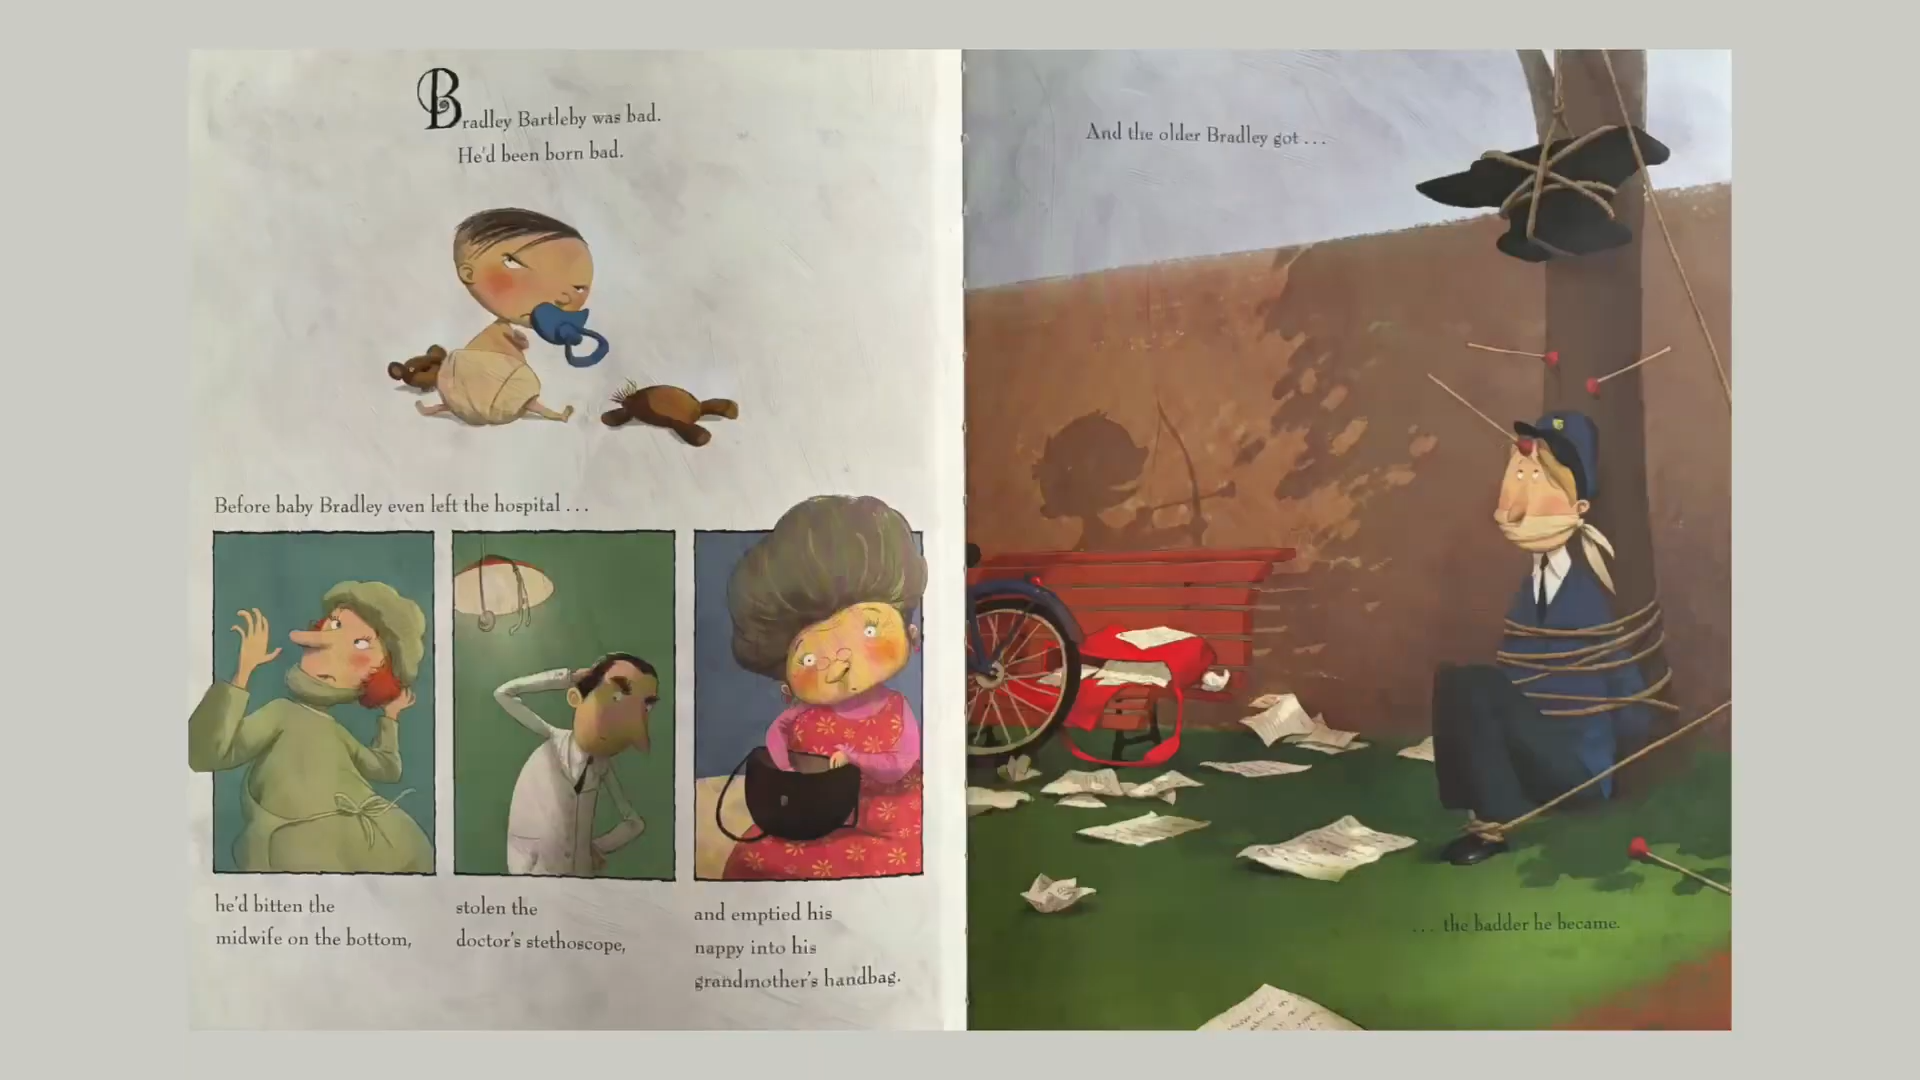 Bradley Bartleby was bad.
He'd been born bad.
Before baby Bradley even left the hospital . . .
he'd bitten the
midwife on the bottom,
stolen the
doctor's stethoscope,
and emptied his
nappy into his
grandmother's handbag.
And the older Bradley got . . .
. . . the badder he became.